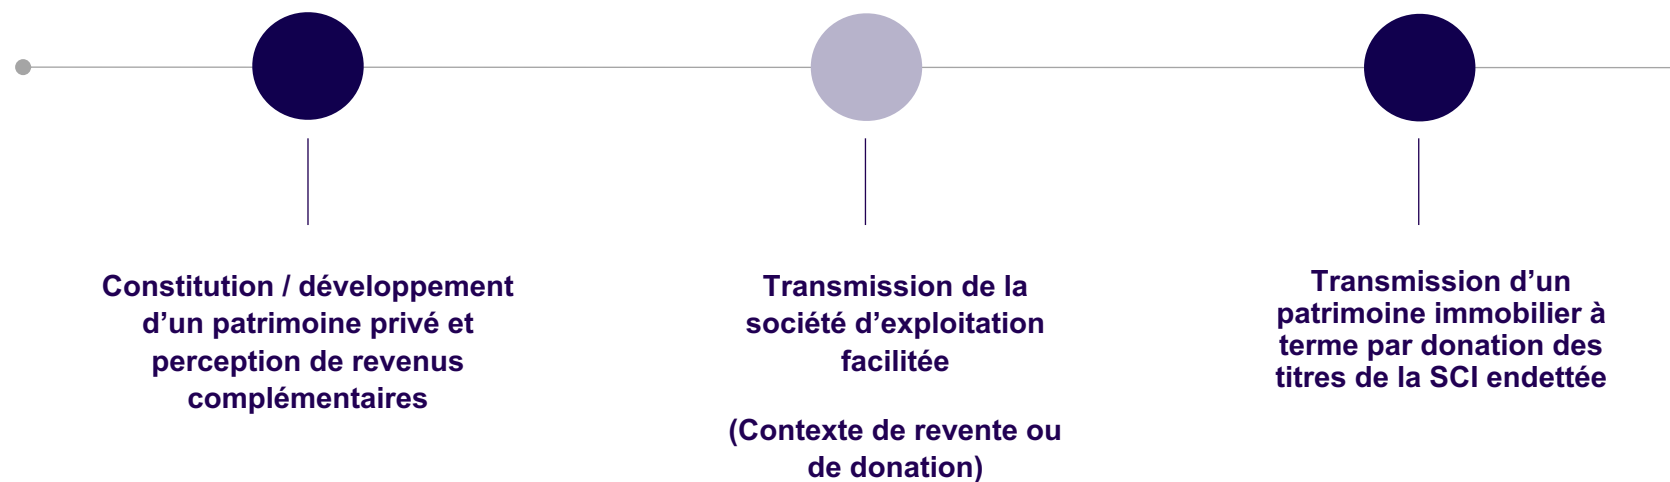 Constitution / développement
d’un patrimoine privé et
perception de revenus
complémentaires
Transmission de la
société d’exploitation
facilitée
(Contexte de revente ou
de donation)
Transmission d’un
patrimoine immobilier à
terme par donation des
titres de la SCI endettée